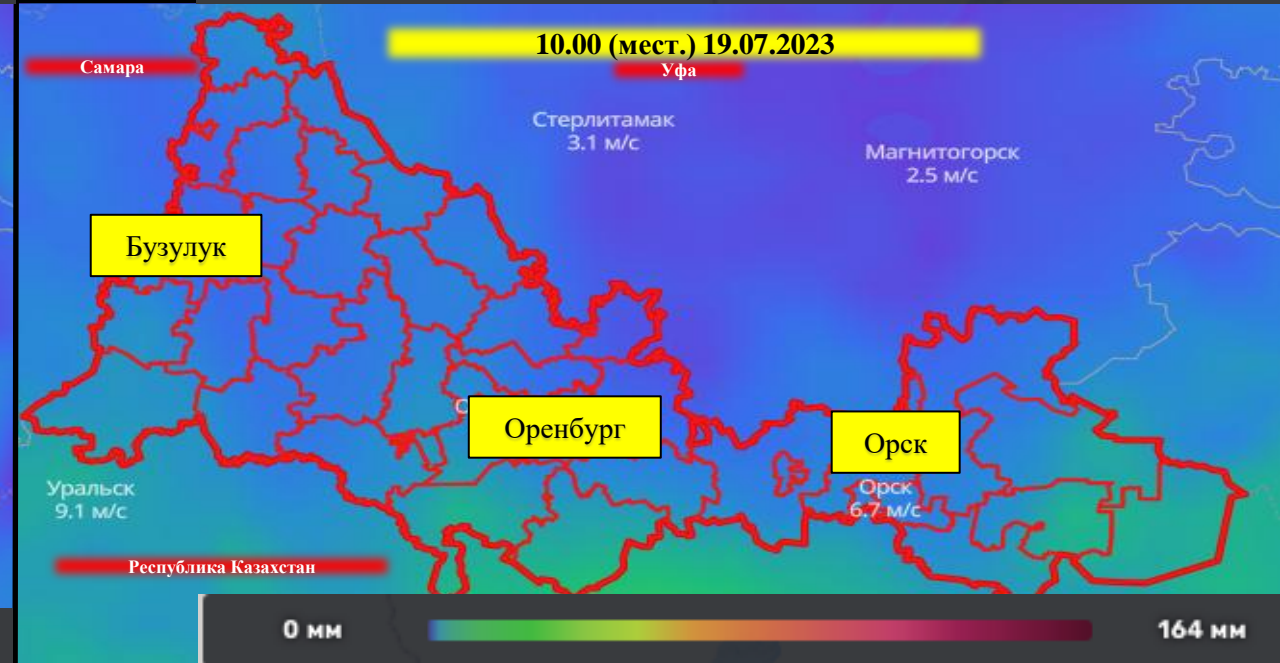 10.00 (мест.) 19.07.2023
Самара
Уфа
Стерлитамак
3.1 м/с
Магнитогорск
2.5 м/с
Бузулук
Оренбург
Орск
Уральск
9.1 м/с
Орск
6.7 м/с
Республика Казахстан
0 мм
164 мм